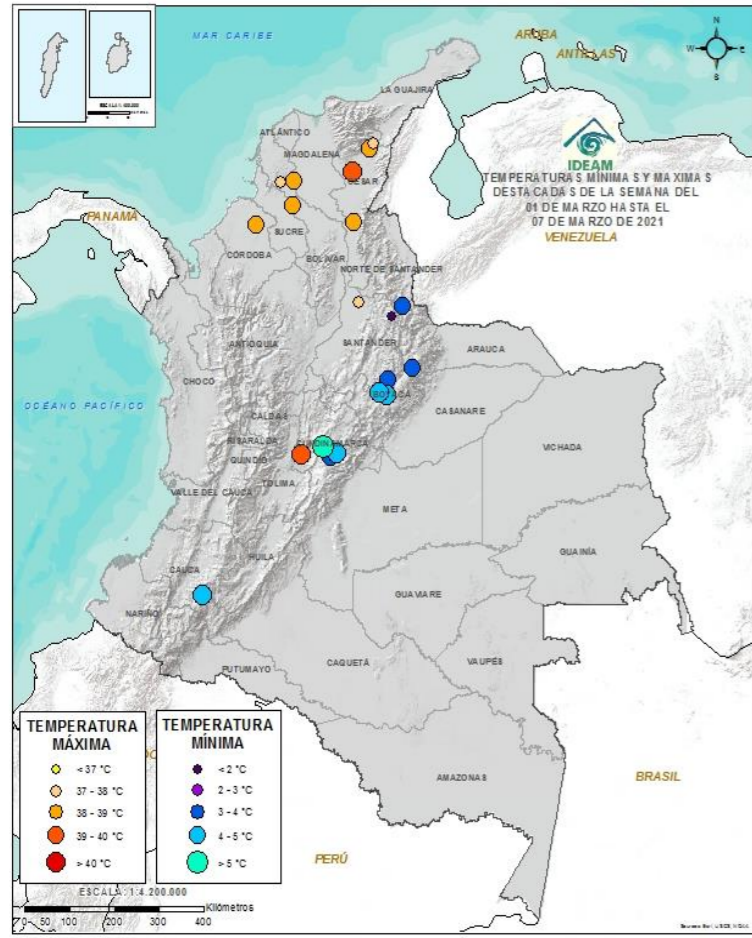 MAR CARIBE
ARUBA
ANTILLAS
N
W
E
S
LA GUAJIRA
ATLÁNTICO
MAGDALENA
CESAR
IDEAM
TEMPERATURAS MÍNIMAS Y MAXIMAS
DESTACADAS DE LA SEMANA DEL
01 DE MARZO HASTA EL
07 DE MARZO DE 2021
PANAMÁ
VENEZUELA
SUCRE
CÓRDOBA
BOLÍVAR
NORTE DE SANTANDER
ANTIOQUIA
SANTANDER
ARAUCA
CHOCÓ
OCÉANO PACÍFICO
BOYACÁ
CASANARE
CALDAS
RISARALDA
CUNDINAMARCA
VICHADA
QUINDÍO
TOLIMA
VALLE DEL CAUCA
META
GUAINÍA
HUILA
CAUCA
GUAVIARE
NARIÑO
PUTUMAYO
CAQUETÁ
VAUPÉS
AMAZONAS
BRASIL
PERÚ
TEMPERATURA
MÁXIMA
< 37 °C
37 - 38 °C
38 - 39 °C
39 - 40 °C
> 40 °C
TEMPERATURA
MÍNIMA
< 2 °C
2 - 3 °C
3 - 4 °C
4 - 5 °C
> 5 °C
ESCALA: 1:4.200.000
Kilómetros
0 50 100 200 300 400